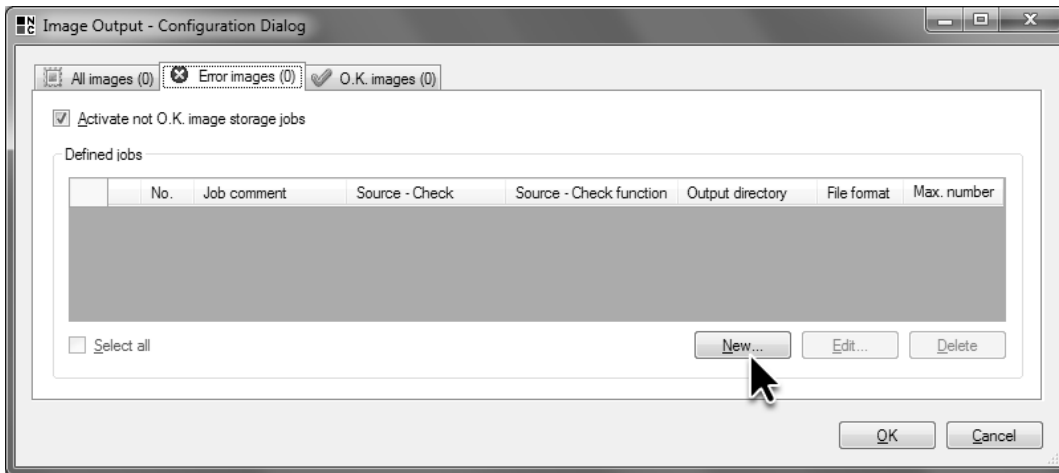 NC Image Output - Configuration Dialog
All images (0) Error images (0) O.K. images (0)
Activate not O.K. image storage jobs
Defined jobs
No. Job comment Source - Check Source - Check function Output directory File format Max. number
Select all New... Edit... Delete
OK Cancel